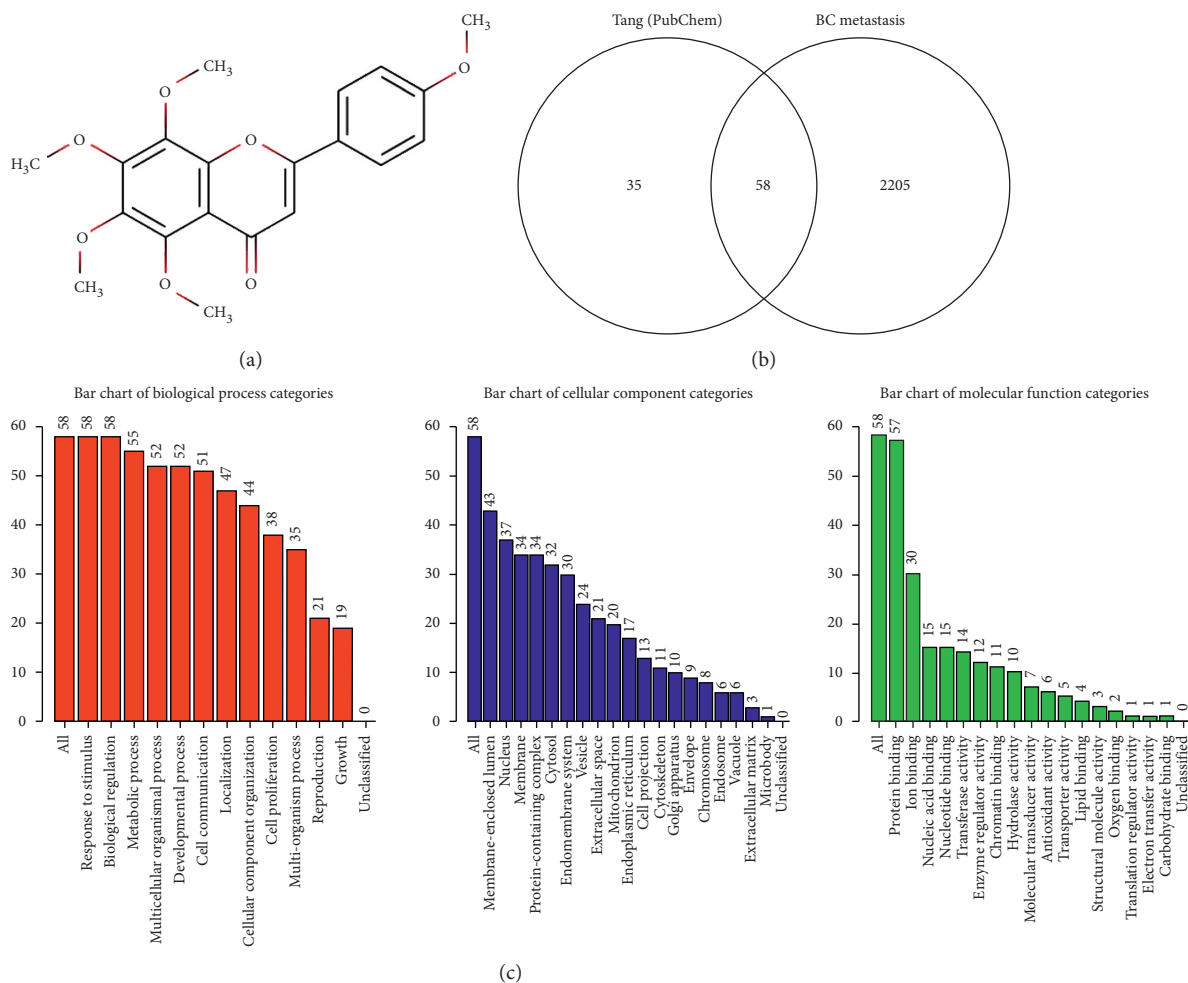 CH₃
O
O
CH₃
O
H₃C
O
O
CH₃
O
CH₃
O
(a)
Tang (PubChem)
BC metastasis
35
58
2205
(b)
Bar chart of biological process categories
60
50
40
30
20
10
0
58
58
58
55
52
52
51
47
44
38
35
21
19
0
All
Response to stimulus
Biological regulation
Metabolic process
Multicellular organismal process
Developmental process
Cell communication
Localization
Cellular component organization
Cell proliferation
Multi-organism process
Reproduction
Growth
Unclassified
Bar chart of cellular component categories
60
50
40
30
20
10
0
58
43
37
34
34
32
30
24
21
20
17
13
11
10
9
8
6
6
3
1
0
All
Membrane-enclosed lumen
Nucleus
Membrane
Protein-containing complex
Cytosol
Endomembrane system
Vesicle
Extracellular space
Mitochondrion
Endoplasmic reticulum
Cell projection
Cytoskeleton
Golgi apparatus
Envelope
Chromosome
Endosome
Vacuole
Extracellular matrix
Microbody
Unclassified
Bar chart of molecular function categories
60
50
40
30
20
10
0
58
57
30
15
15
14
12
11
10
7
6
5
4
3
2
1
1
1
0
All
Protein binding
Ion binding
Nucleic acid binding
Nucleotide binding
Transferase activity
Enzyme regulator activity
Chromatin binding
Hydrolase activity
Molecular transducer activity
Antioxidant activity
Transporter activity
Lipid binding
Structural molecule activity
Oxygen binding
Translation regulator activity
Electron transfer activity
Carbohydrate binding
Unclassified
(c)